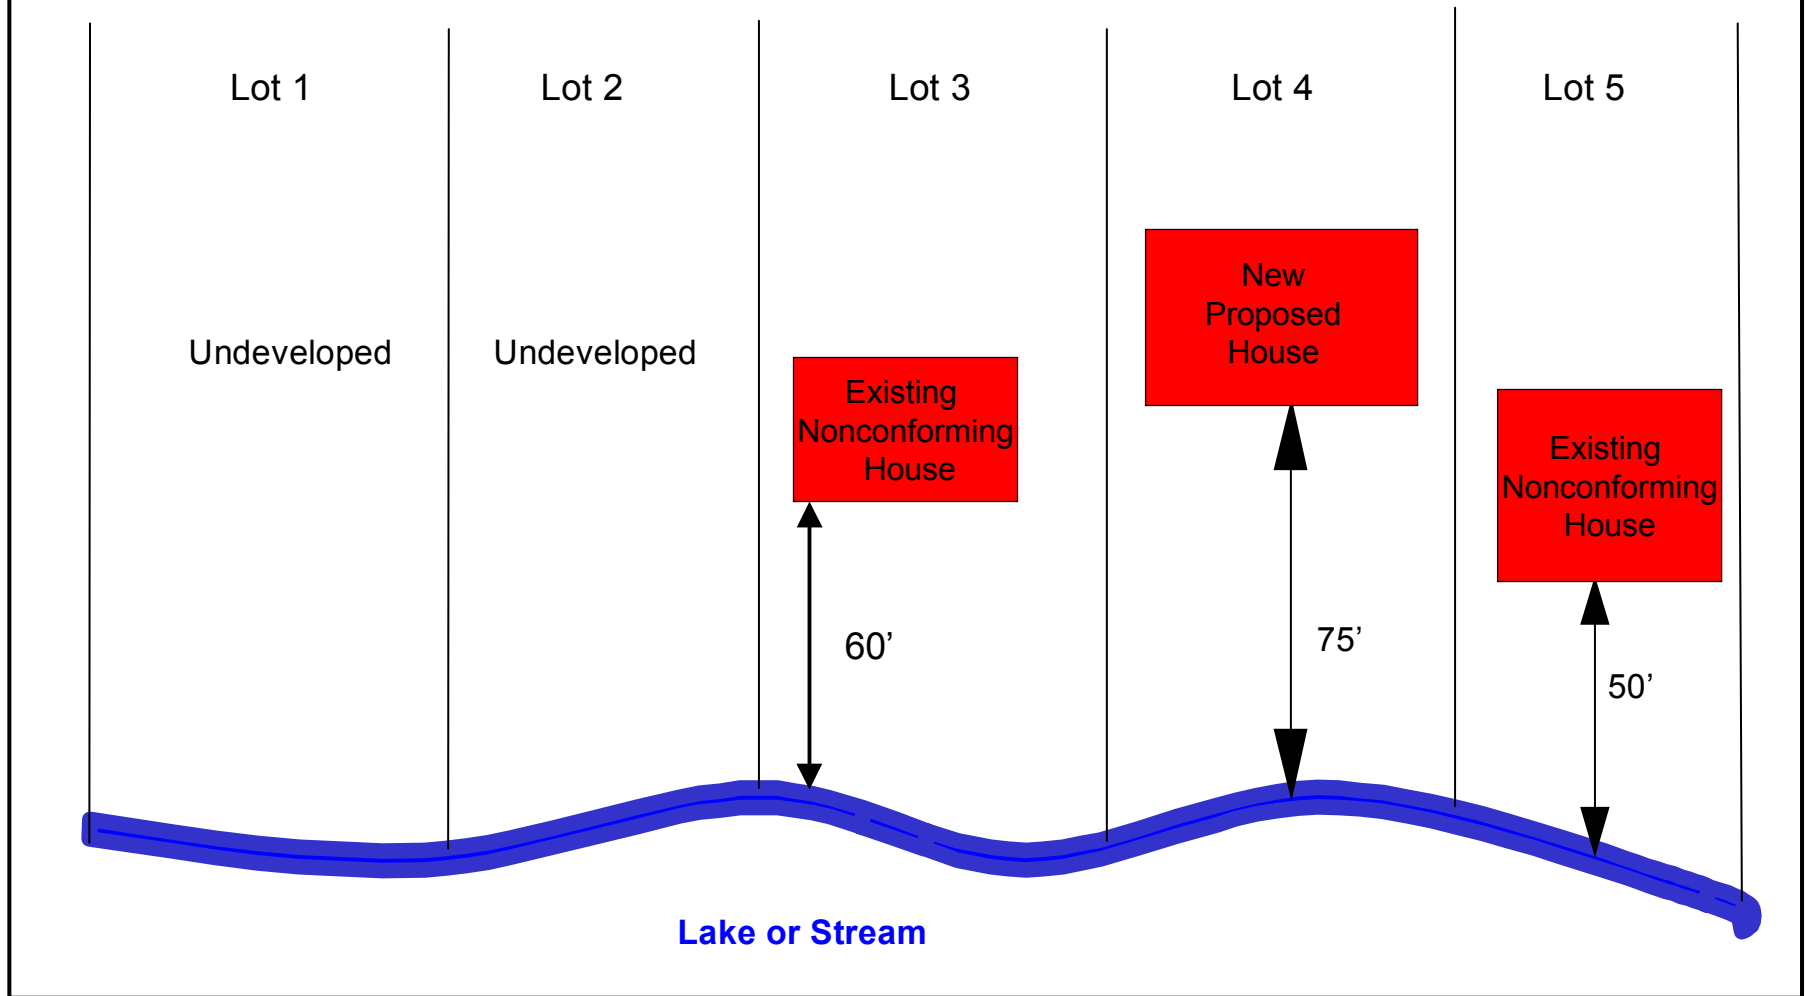 Lot 1
Lot 2
Lot 3
Lot 4
Lot 5
Undeveloped
Undeveloped
Existing
Nonconforming
House
New
Proposed
House
Existing
Nonconforming
House
60’
75’
50’
Lake or Stream